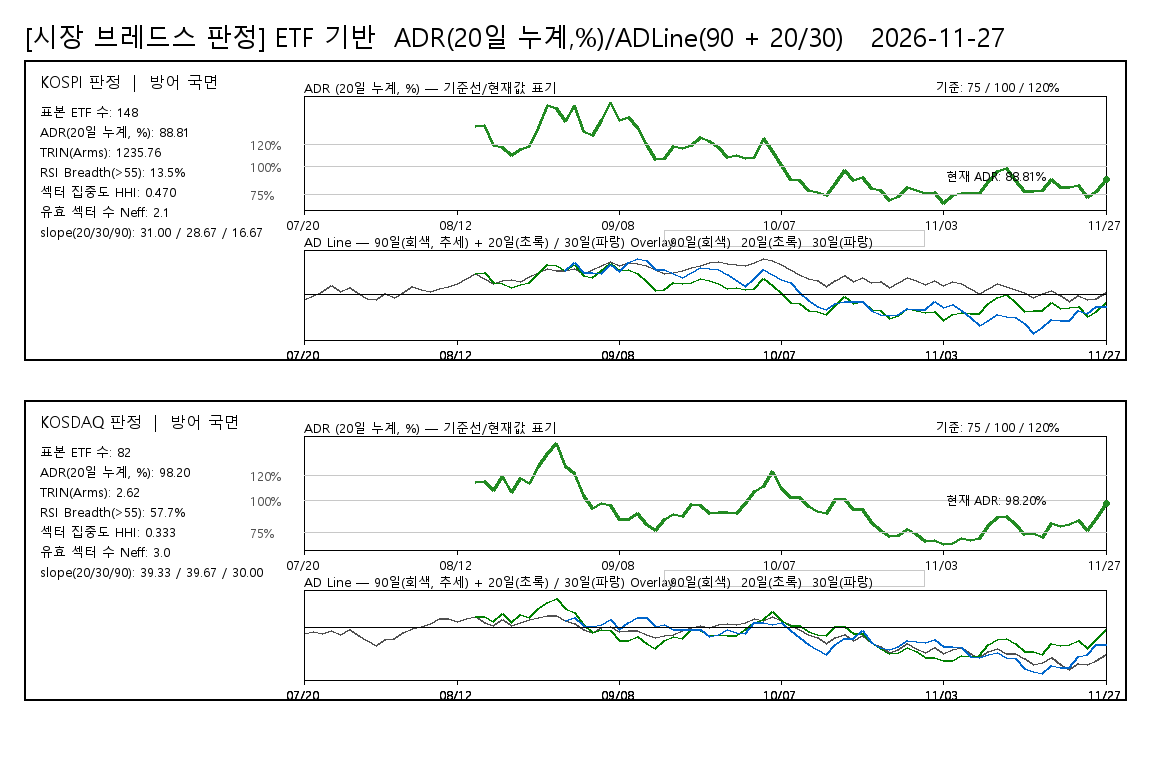 [시장 브레드스 판정] ETF 기반 ADR(20일 누계,%)/ADLine(90 + 20/30) 2026-11-27
KOSPI 판정 | 방어 국면
표본 ETF 수: 148
ADR(20일 누계, %): 88.81
TRIN(Arms): 1235.76
RSI Breadth(>55): 13.5%
섹터 집중도 HHI: 0.470
유효 섹터 수 Neff: 2.1
slope(20/30/90): 31.00 / 28.67 / 16.67
ADR (20일 누계, %) — 기준선/현재값 표기
기준: 75 / 100 / 120%
120%
100%
75%
현재 ADR: 88.81%
07/20 08/12 09/08 10/07 11/03 11/27
AD Line — 90일(회색, 추세) + 20일(초록) / 30일(파랑) Overlay
90일(회색) 20일(초록) 30일(파랑)
07/20 08/12 09/08 10/07 11/03 11/27
KOSDAQ 판정 | 방어 국면
표본 ETF 수: 82
ADR(20일 누계, %): 98.20
TRIN(Arms): 2.62
RSI Breadth(>55): 57.7%
섹터 집중도 HHI: 0.333
유효 섹터 수 Neff: 3.0
slope(20/30/90): 39.33 / 39.67 / 30.00
ADR (20일 누계, %) — 기준선/현재값 표기
기준: 75 / 100 / 120%
120%
100%
75%
현재 ADR: 98.20%
07/20 08/12 09/08 10/07 11/03 11/27
AD Line — 90일(회색, 추세) + 20일(초록) / 30일(파랑) Overlay
90일(회색) 20일(초록) 30일(파랑)
07/20 08/12 09/08 10/07 11/03 11/27